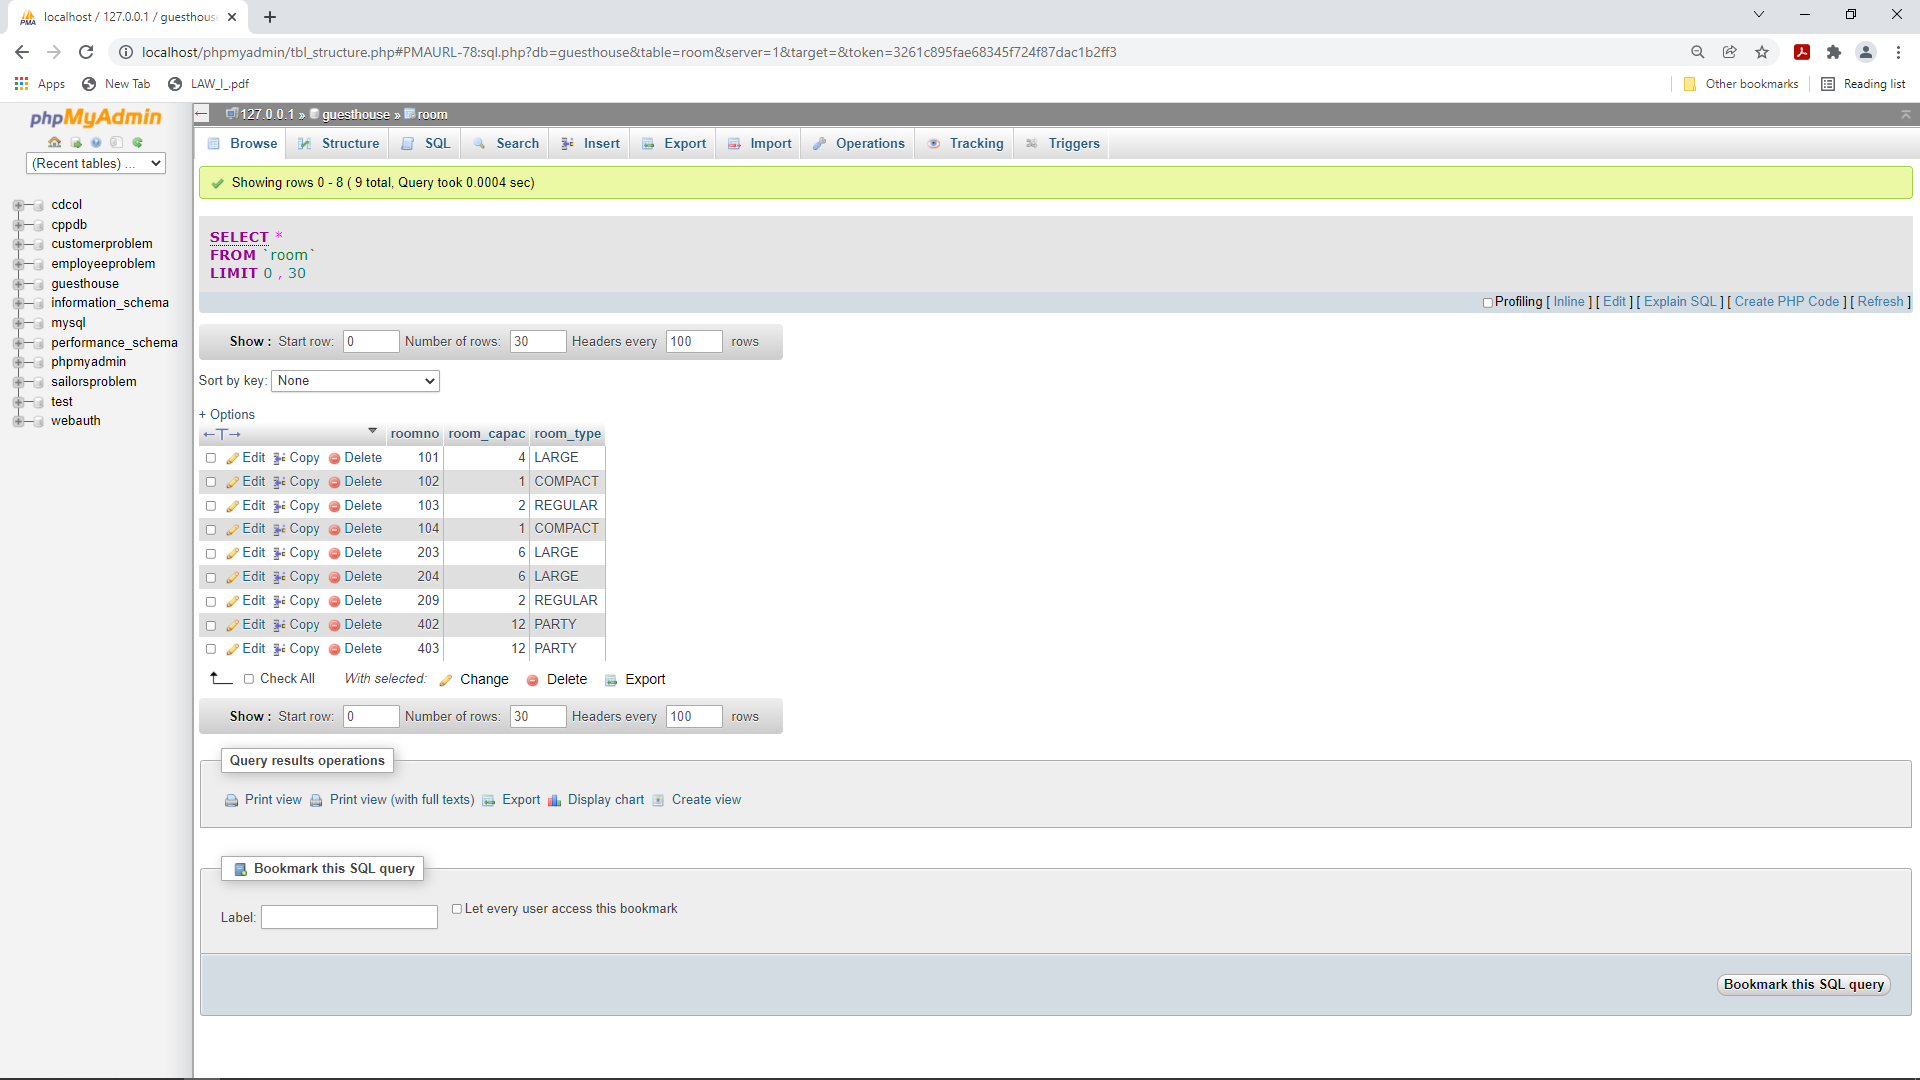 localhost / 127.0.0.1 / guesthouse
localhost/phpmyadmin/tbl_structure.php#PMAURL-78:sql.php?db=guesthouse&table=room&server=1&target=&token=3261c895fae68345f724f87dac1b2ff3
Apps New Tab LAW_I_.pdf Other bookmarks Reading list
phpMyAdmin
(Recent tables) ...
cdcol
cppdb
customerproblem
employeeproblem
guesthouse
information_schema
mysql
performance_schema
phpmyadmin
sailorsproblem
test
webauth
127.0.0.1 » guesthouse » room
Browse Structure SQL Search Insert Export Import Operations Tracking Triggers
Showing rows 0 - 8 ( 9 total, Query took 0.0004 sec)
SELECT *
FROM `room`
LIMIT 0 , 30
Profiling [ Inline ] [ Edit ] [ Explain SQL ] [ Create PHP Code ] [ Refresh ]
Show : Start row: 0 Number of rows: 30 Headers every 100 rows
Sort by key: None
+ Options
←T→ roomno room_capac room_type
Edit Copy Delete 101 4 LARGE
Edit Copy Delete 102 1 COMPACT
Edit Copy Delete 103 2 REGULAR
Edit Copy Delete 104 1 COMPACT
Edit Copy Delete 203 6 LARGE
Edit Copy Delete 204 6 LARGE
Edit Copy Delete 209 2 REGULAR
Edit Copy Delete 402 12 PARTY
Edit Copy Delete 403 12 PARTY
Check All With selected: Change Delete Export
Show : Start row: 0 Number of rows: 30 Headers every 100 rows
Query results operations
Print view Print view (with full texts) Export Display chart Create view
Bookmark this SQL query
Label: Let every user access this bookmark
Bookmark this SQL query